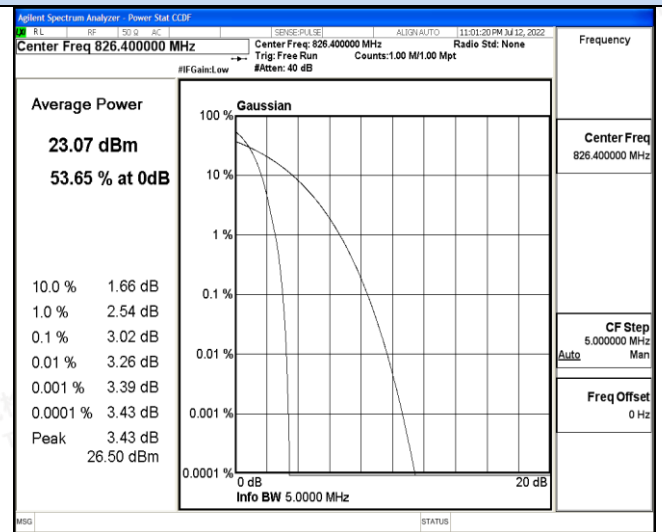 Agilent Spectrum Analyzer - Power Stat CCDF
RL RF 50 Ω AC SENSE:PULSE ALIGN AUTO 11:01:20 PM Jul 12, 2022
Center Freq 826.400000 MHz
Center Freq: 826.400000 MHz Radio Std: None
Trig: Free Run Counts:1.00 M/1.00 Mpt
#IFGain:Low #Atten: 40 dB
Frequency
Center Freq
826.400000 MHz
CF Step
5.000000 MHz
Auto Man
Freq Offset
0 Hz
Average Power
23.07 dBm
53.65 % at 0dB
10.0 % 1.66 dB
1.0 % 2.54 dB
0.1 % 3.02 dB
0.01 % 3.26 dB
0.001 % 3.39 dB
0.0001 % 3.43 dB
Peak 3.43 dB
26.50 dBm
Gaussian
100 %
10 %
1 %
0.1 %
0.01 %
0.001 %
0.0001 %
0 dB 20 dB
Info BW 5.0000 MHz
MSG STATUS